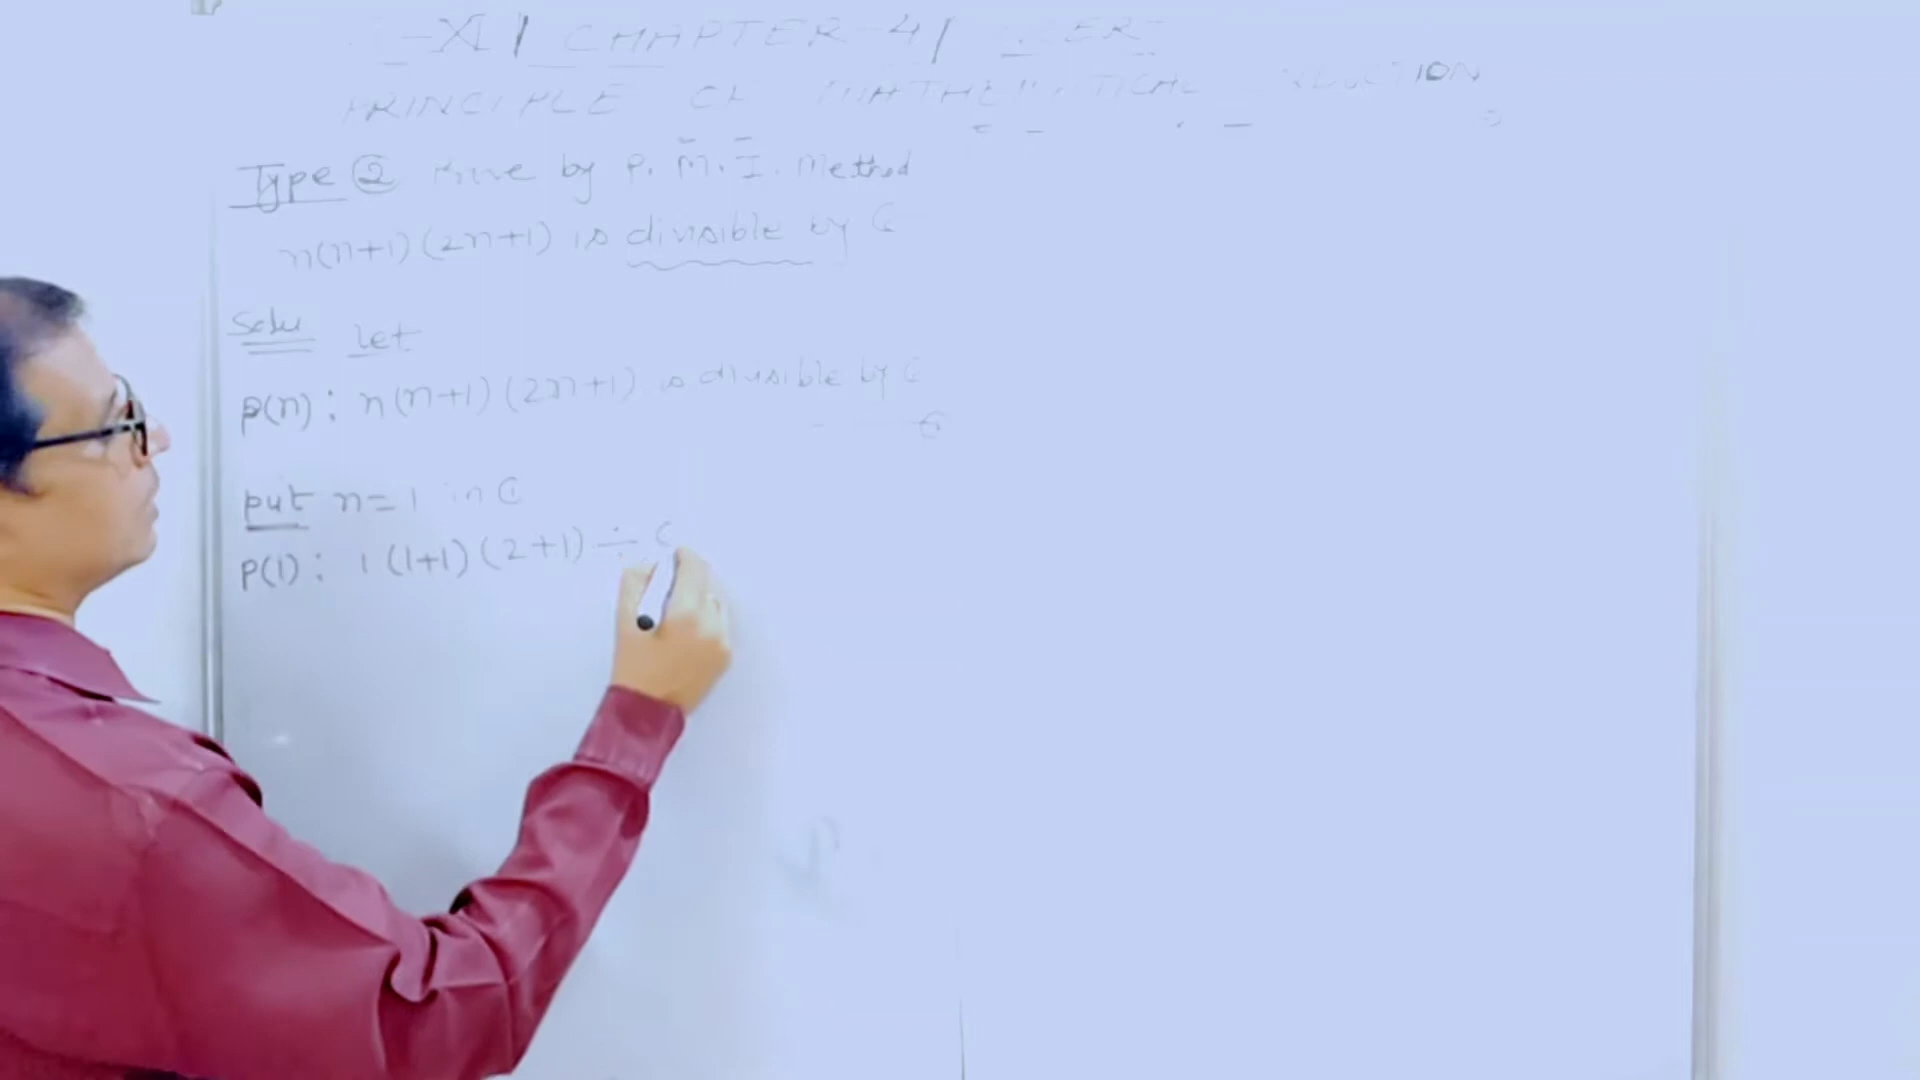 -XI / CHAPTER-4 /
PRINCIPLE OF MATHEMATICAL INDUCTION
Type ② Prove by P.M.I. Method
n(n+1)(2n+1) is divisible by 6
Solu Let
p(n): n(n+1)(2n+1) is divisible by 6
put n=1 in ①
p(1): 1(1+1)(2+1) ÷ 6